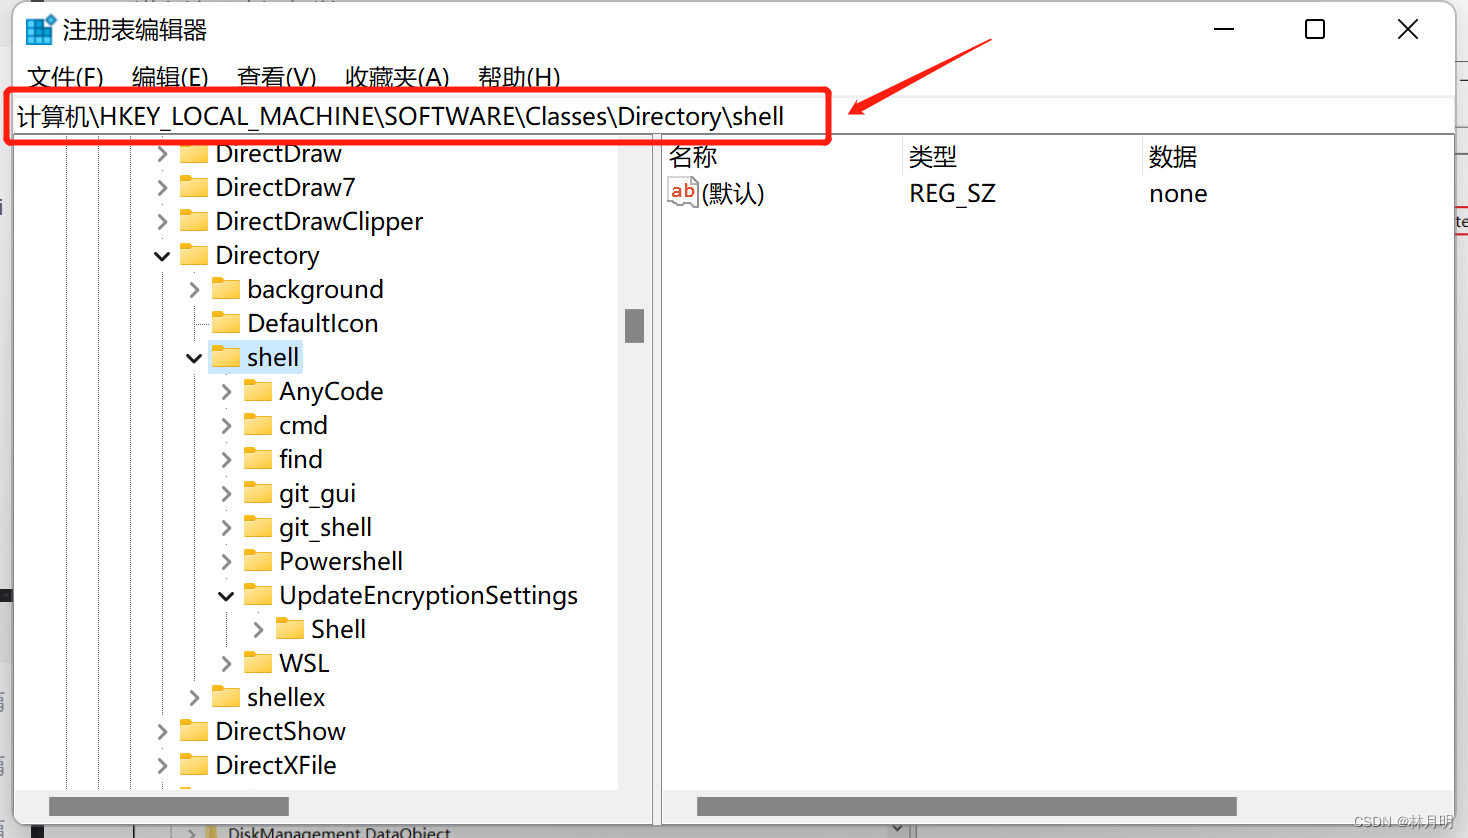 注册表编辑器
文件(F) 编辑(E) 查看(V) 收藏夹(A) 帮助(H)
计算机\HKEY_LOCAL_MACHINE\SOFTWARE\Classes\Directory\shell
名称 类型 数据
ab (默认) REG_SZ none
DirectDraw
DirectDraw7
DirectDrawClipper
Directory
background
DefaultIcon
shell
AnyCode
cmd
find
git_gui
git_shell
Powershell
UpdateEncryptionSettings
Shell
WSL
shellex
DirectShow
DirectXFile
DiskManagement.DataObject
te
CSDN @林月明